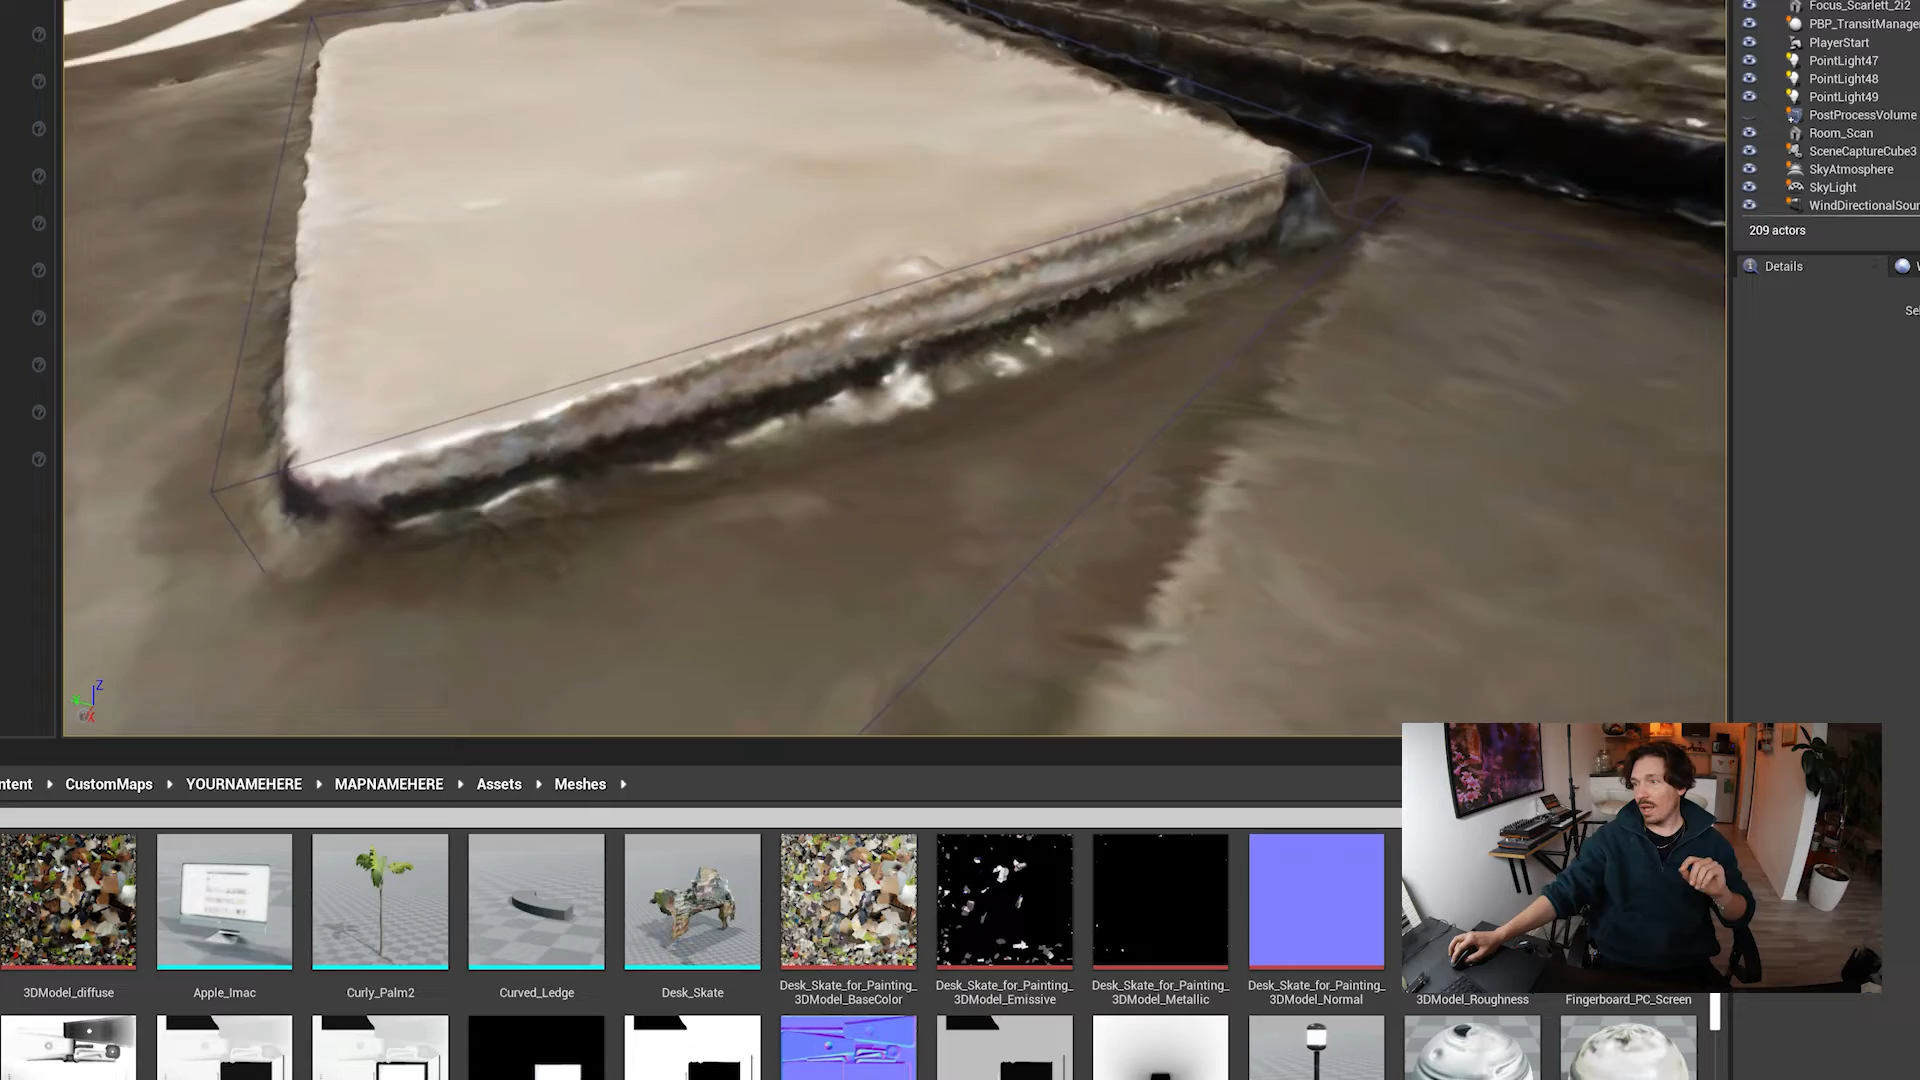 Focus_Scarlett_2i2
PBP_TransitManage
PlayerStart
PointLight47
PointLight48
PointLight49
PostProcessVolume
Room_Scan
SceneCaptureCube3
SkyAtmosphere
SkyLight
WindDirectionalSour
209 actors
Details
Sel
Z
X
ntent
CustomMaps
YOURNAMEHERE
MAPNAMEHERE
Assets
Meshes
3DModel_diffuse
Apple_Imac
Curly_Palm2
Curved_Ledge
Desk_Skate
Desk_Skate_for_Painting_
3DModel_BaseColor
Desk_Skate_for_Painting_
3DModel_Emissive
Desk_Skate_for_Painting_
3DModel_Metallic
Desk_Skate_for_Painting_
3DModel_Normal
3DModel_Roughness
Fingerboard_PC_Screen